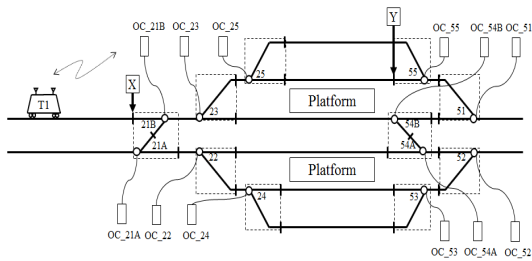 OC_21B OC_23 OC_25 Y OC_55 OC_54B OC_51
T1 X
25 55
21B 23 Platform 54B 51
21A 54A
22 Platform 52
24 53
OC_21A OC_22 OC_24 OC_53 OC_54A OC_52